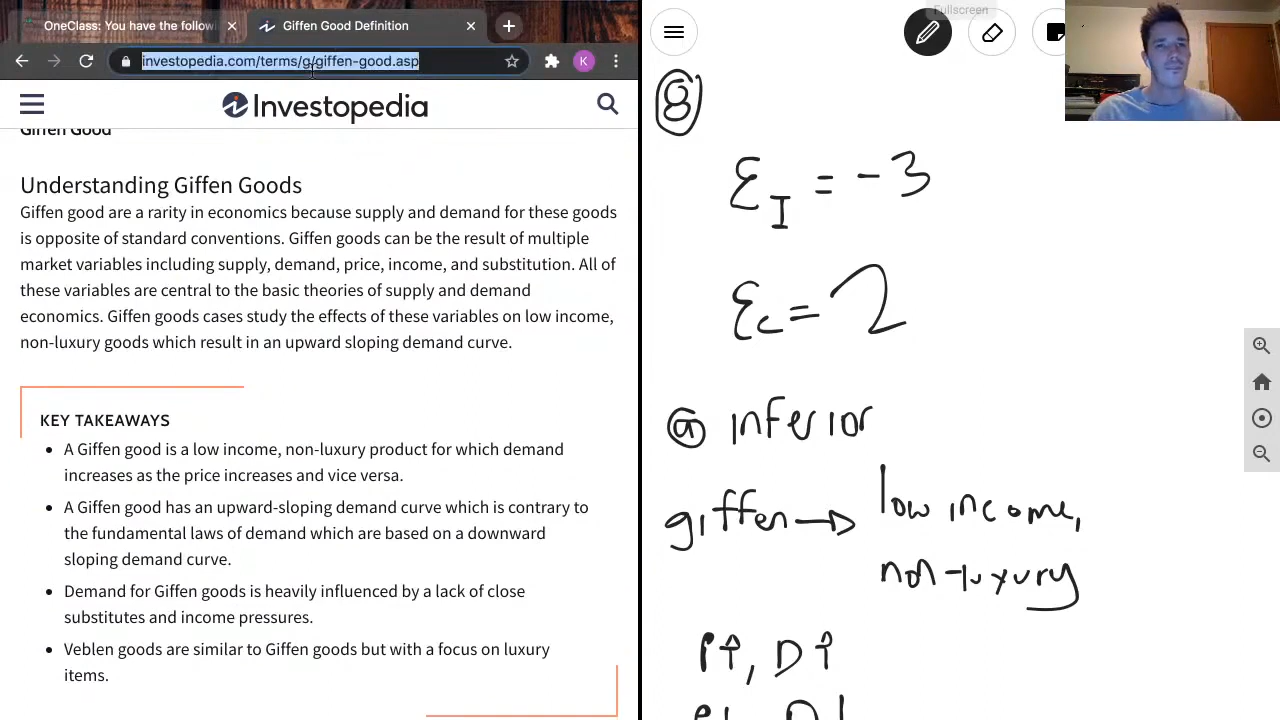 OneClass: You have the follow
Giffen Good Definition
Fullscreen
investopedia.com/terms/g/giffen-good.asp
K
Investopedia
Giffen Good
Understanding Giffen Goods
Giffen good are a rarity in economics because supply and demand for these goods
is opposite of standard conventions. Giffen goods can be the result of multiple
market variables including supply, demand, price, income, and substitution. All of
these variables are central to the basic theories of supply and demand
economics. Giffen goods cases study the effects of these variables on low income,
non-luxury goods which result in an upward sloping demand curve.
KEY TAKEAWAYS
• A Giffen good is a low income, non-luxury product for which demand
increases as the price increases and vice versa.
• A Giffen good has an upward-sloping demand curve which is contrary to
the fundamental laws of demand which are based on a downward
sloping demand curve.
• Demand for Giffen goods is heavily influenced by a lack of close
substitutes and income pressures.
• Veblen goods are similar to Giffen goods but with a focus on luxury
items.
8
ε_I = -3
ε_c = 2
a inferior
giffen → low income,
non-luxury
P↑, D↑
P↓, D↓